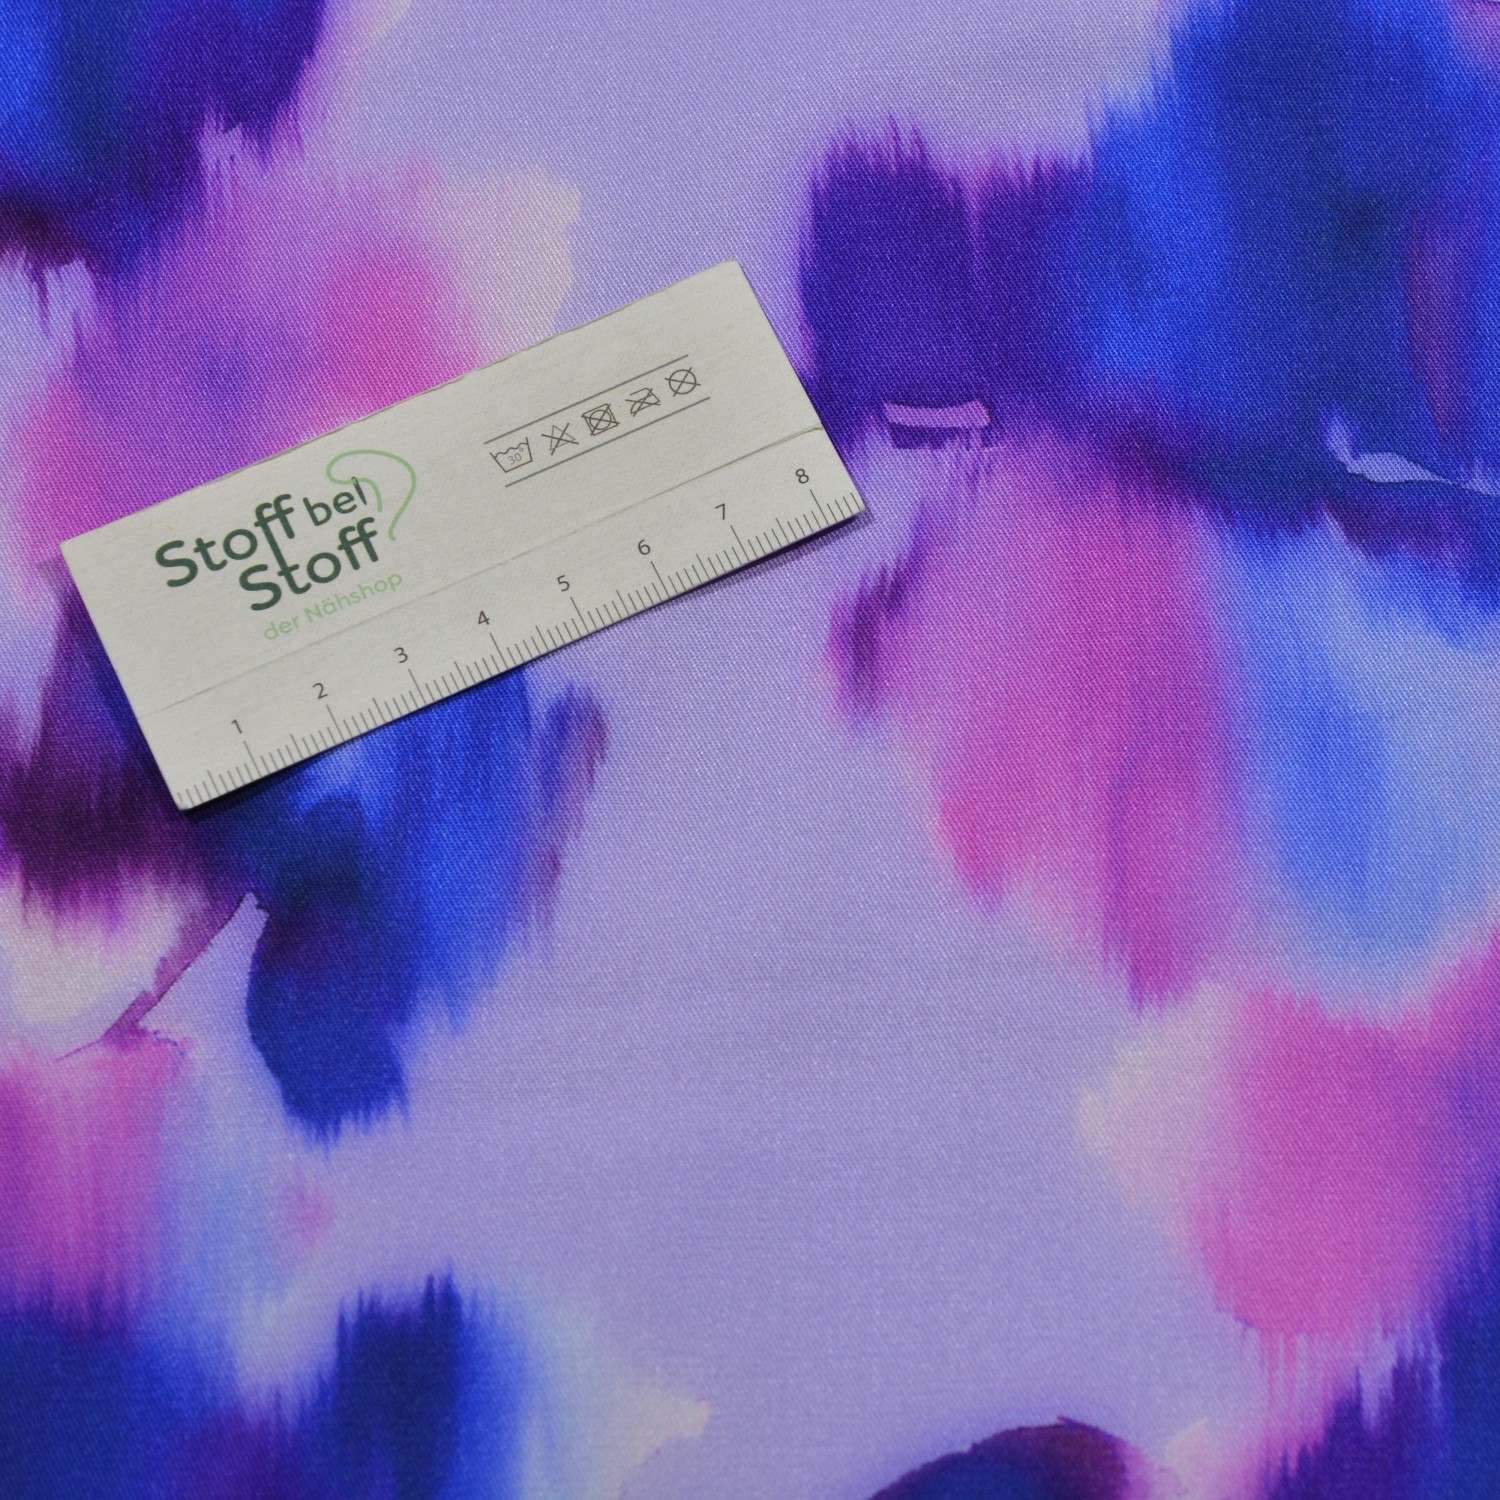 Stoff bei
Stoff
der Nähshop
30°
1 2 3 4 5 6 7 8